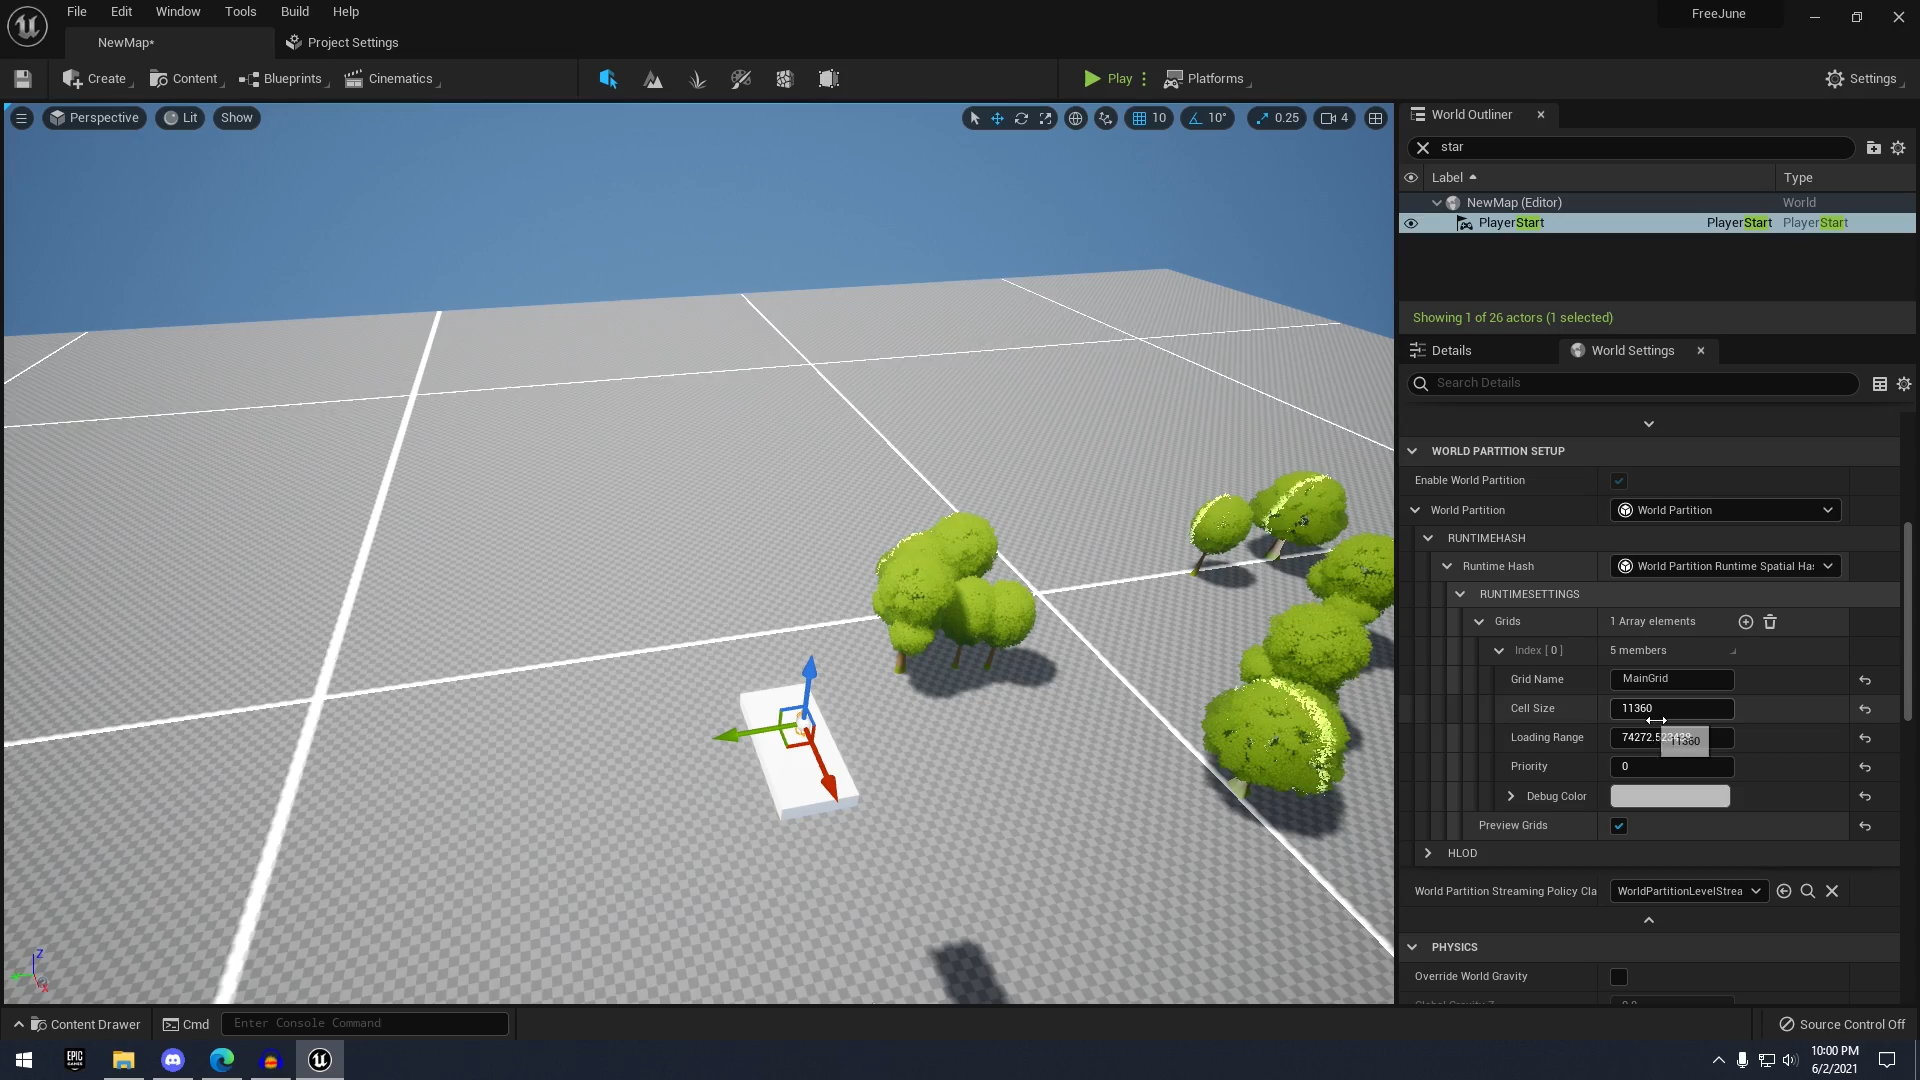 File Edit Window Tools Build Help
FreeJune
NewMap*
Project Settings
Create Content Blueprints Cinematics Play Platforms Settings
Perspective Lit Show 10 10° 0.25 4
World Outliner
star
Label Type
NewMap (Editor) World
PlayerStart PlayerStart PlayerStart
Showing 1 of 26 actors (1 selected)
Details World Settings
Search Details
WORLD PARTITION SETUP
Enable World Partition
World Partition World Partition
RUNTIMEHASH
Runtime Hash World Partition Runtime Spatial Has
RUNTIMESETTINGS
Grids 1 Array elements
Index [ 0 ] 5 members
Grid Name MainGrid
Cell Size 11360
Loading Range
11360
Priority 0
Debug Color
Preview Grids
HLOD
World Partition Streaming Policy Cla WorldPartitionLevelStrea
PHYSICS
Override World Gravity
Z
X
Content Drawer Cmd Enter Console Command Source Control Off
EPIC GAMES
10:00 PM
6/2/2021